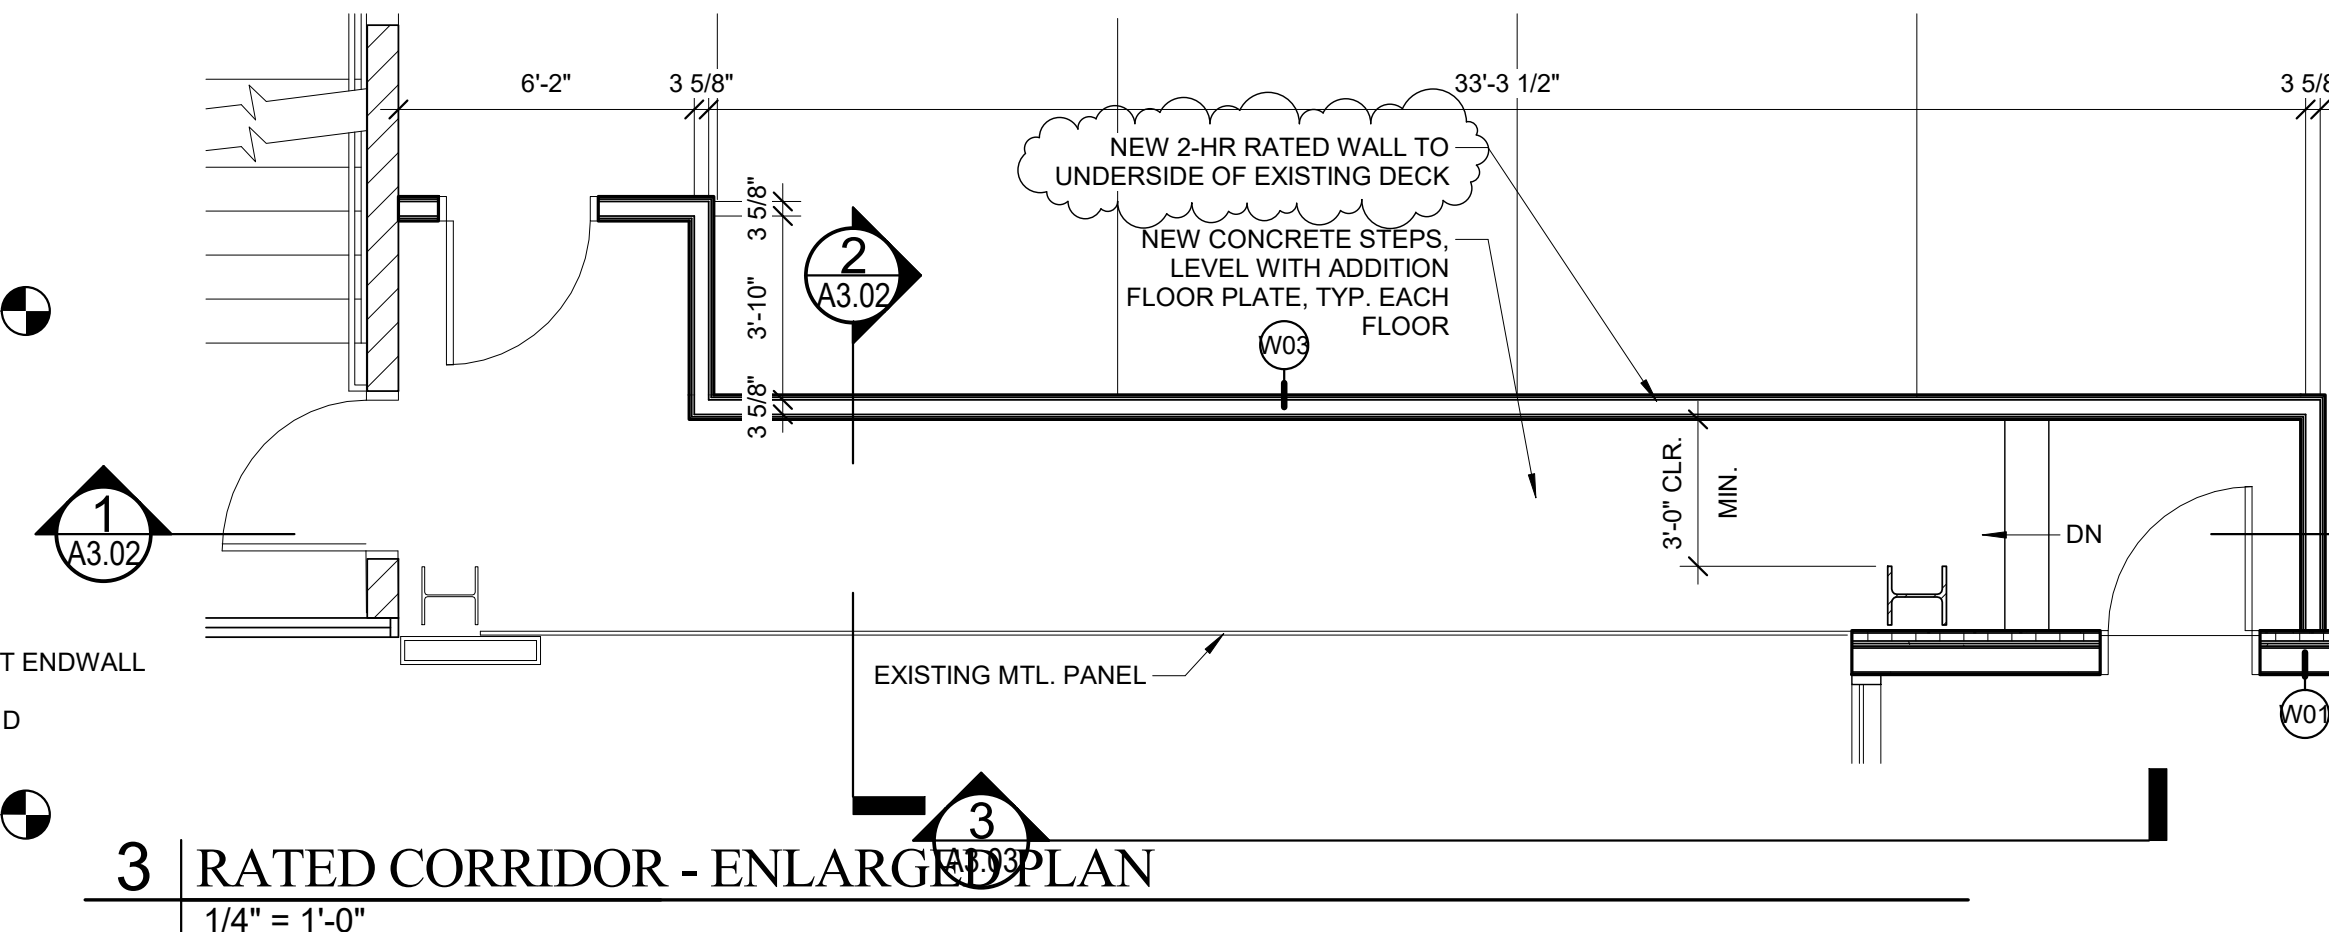 6'-2"
3 5/8"
33'-3 1/2"
3 5/8
NEW 2-HR RATED WALL TO
UNDERSIDE OF EXISTING DECK
3 5/8"
3'-10"
3 5/8"
2
A3.02
NEW CONCRETE STEPS,
LEVEL WITH ADDITION
FLOOR PLATE, TYP. EACH
FLOOR
W03
3'-0" CLR.
MIN.
1
A3.02
DN
T ENDWALL
D
EXISTING MTL. PANEL
W01
3
A3.03
3
RATED CORRIDOR - ENLARGED PLAN
1/4" = 1'-0"